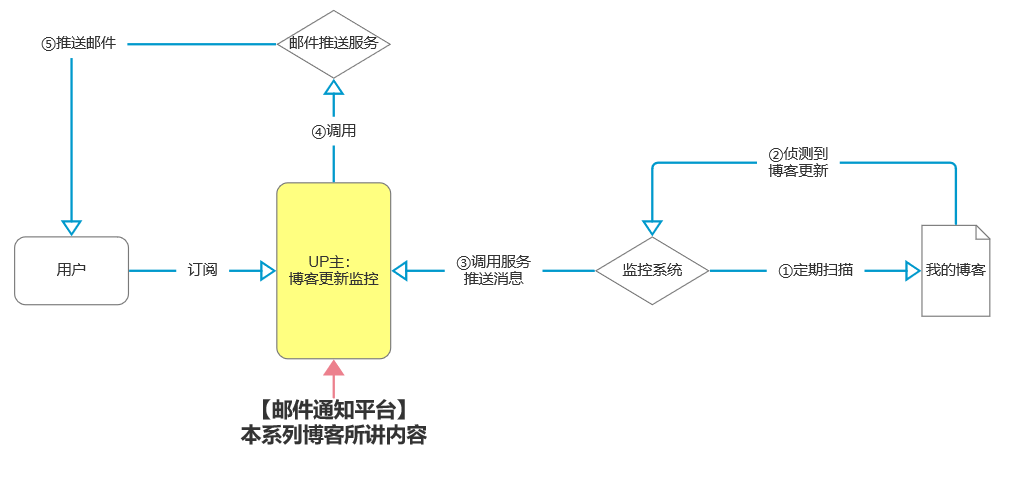 ⑤推送邮件
邮件推送服务
④调用
②侦测到
博客更新
用户
订阅
UP主:
博客更新监控
③调用服务
推送消息
监控系统
①定期扫描
我的博客
【邮件通知平台】
本系列博客所讲内容